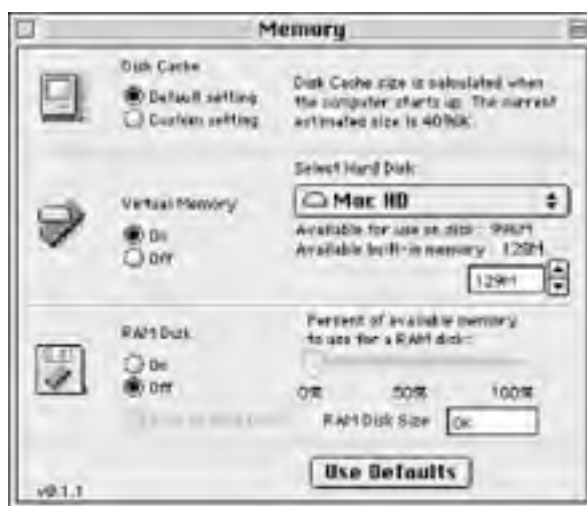 Memory
Disk Cache
Default setting
Custom setting
Disk Cache size is calculated when
the computer starts up. The current
estimated size is 4096K.
Select Hard Disk:
Mac HD
Virtual Memory
On
Off
Available for use on disk:
Available built-in memory: 128M
129M
RAM Disk
On
Off
Percent of available memory
to use for a RAM disk:
0% 50% 100%
RAM Disk Size 0K
Use Defaults
v8.1.1